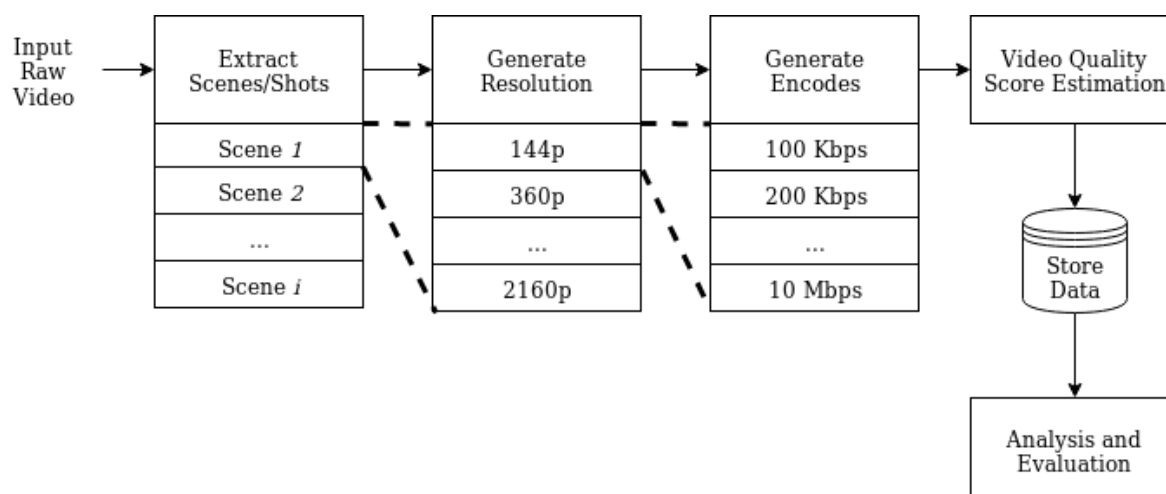 Input
Raw
Video
Extract
Scenes/Shots
Scene 1
Scene 2
...
Scene i
Generate
Resolution
144p
360p
...
2160p
Generate
Encodes
100 Kbps
200 Kbps
...
10 Mbps
Video Quality
Score Estimation
Store
Data
Analysis and
Evaluation